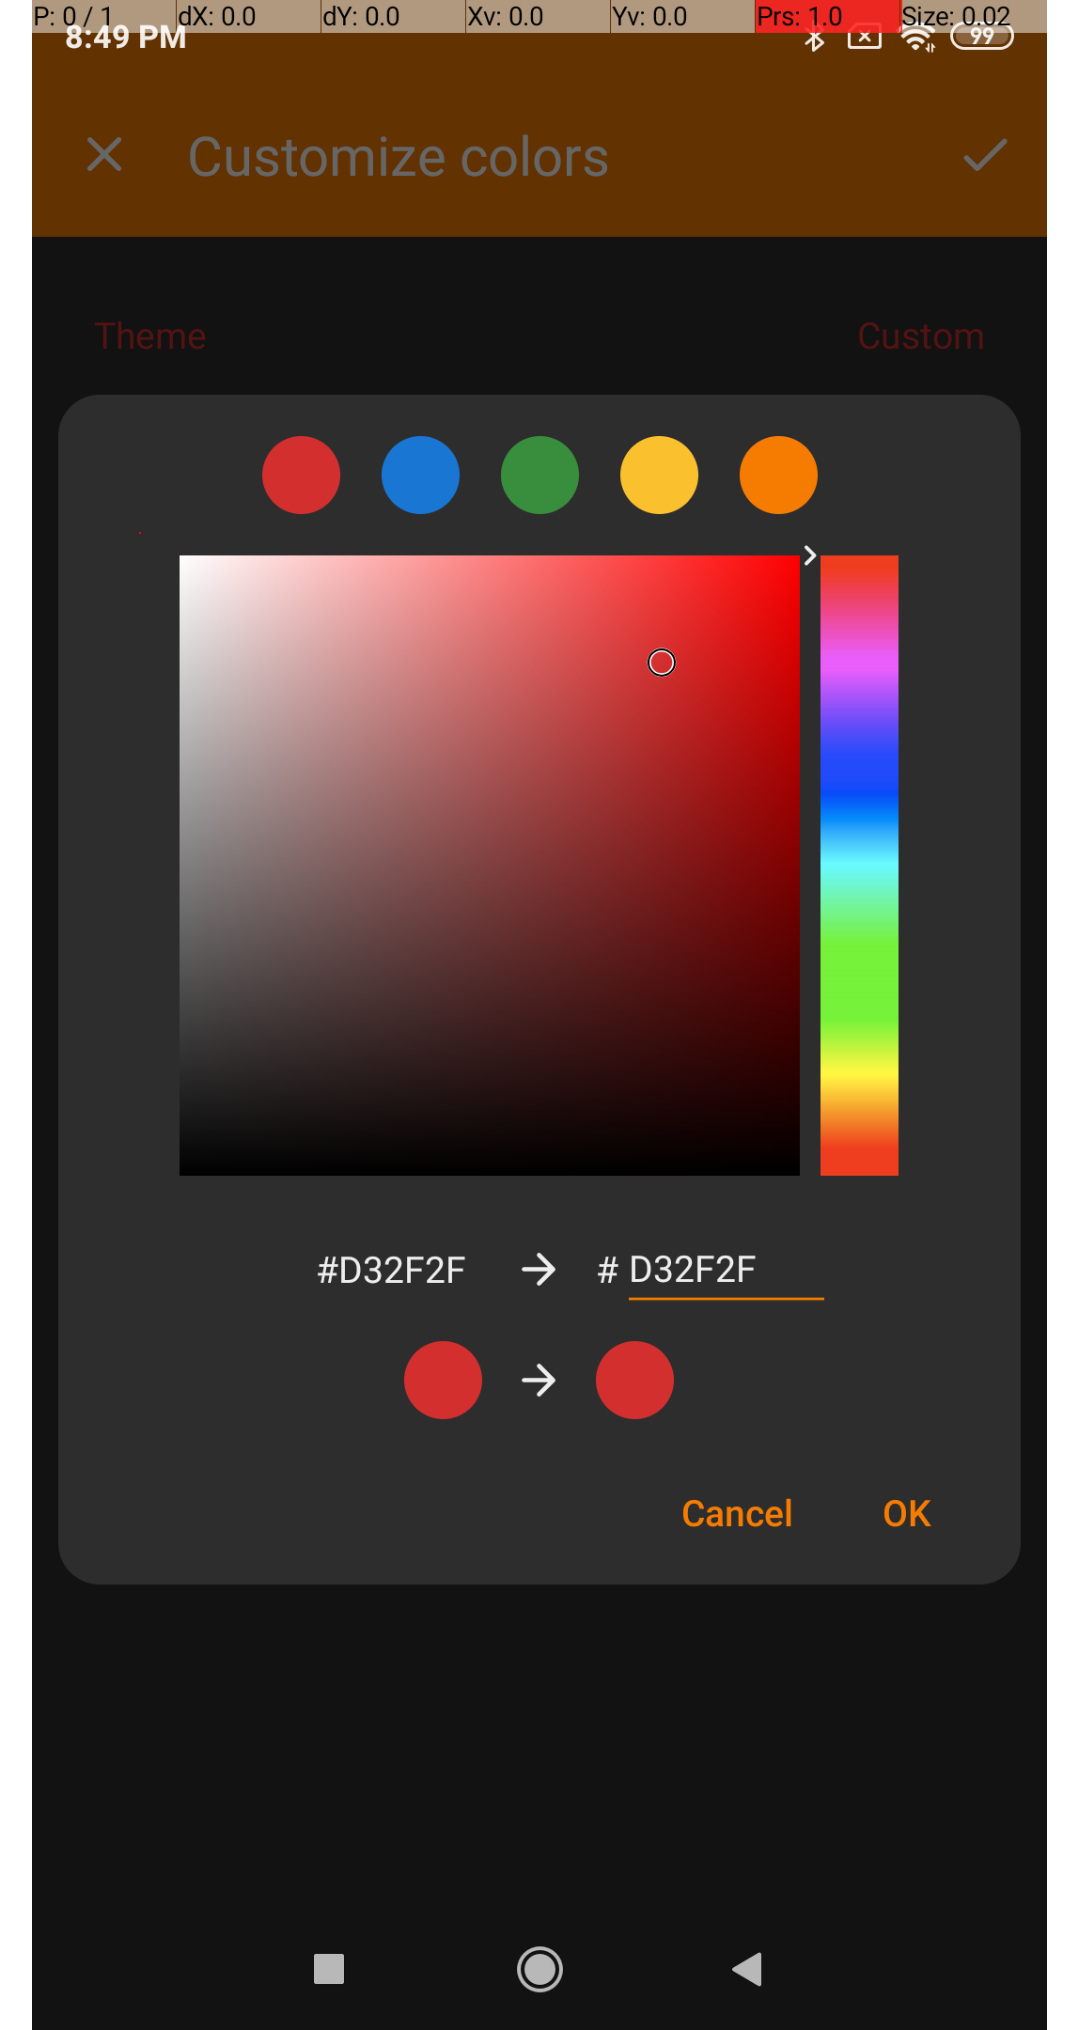 P: 0 / 1 dX: 0.0 dY: 0.0 Xv: 0.0 Yv: 0.0 Prs: 1.0 Size: 0.02
8:49 PM 99
Customize colors
Theme Custom
#D32F2F # D32F2F
Cancel OK